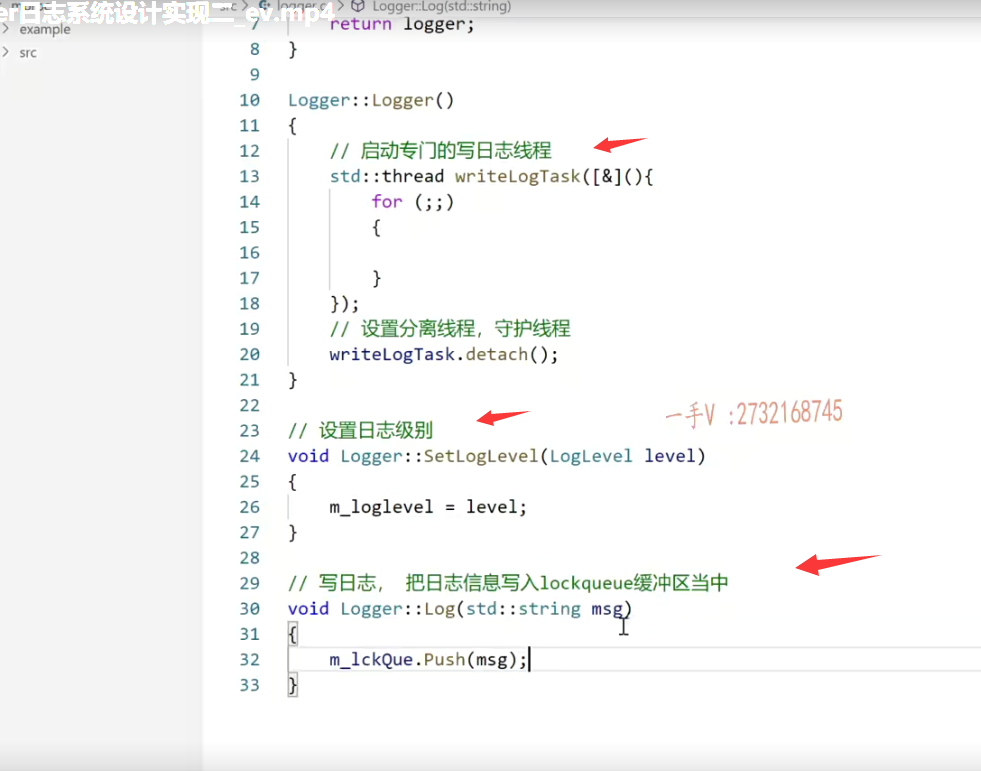 er日志系统设计实现二_ev.mp4
src > logger.cc > Logger::Log(std::string)
> example
> src
7 return logger;
8 }
9
10 Logger::Logger()
11 {
12 // 启动专门的写日志线程
13 std::thread writeLogTask([&](){
14 for (;;)
15 {
16
17 }
18 });
19 // 设置分离线程，守护线程
20 writeLogTask.detach();
21 }
22
一手V :2732168745
23 // 设置日志级别
24 void Logger::SetLogLevel(LogLevel level)
25 {
26 m_loglevel = level;
27 }
28
29 // 写日志， 把日志信息写入lockqueue缓冲区当中
30 void Logger::Log(std::string msg)
31 {
32 m_lckQue.Push(msg);
33 }